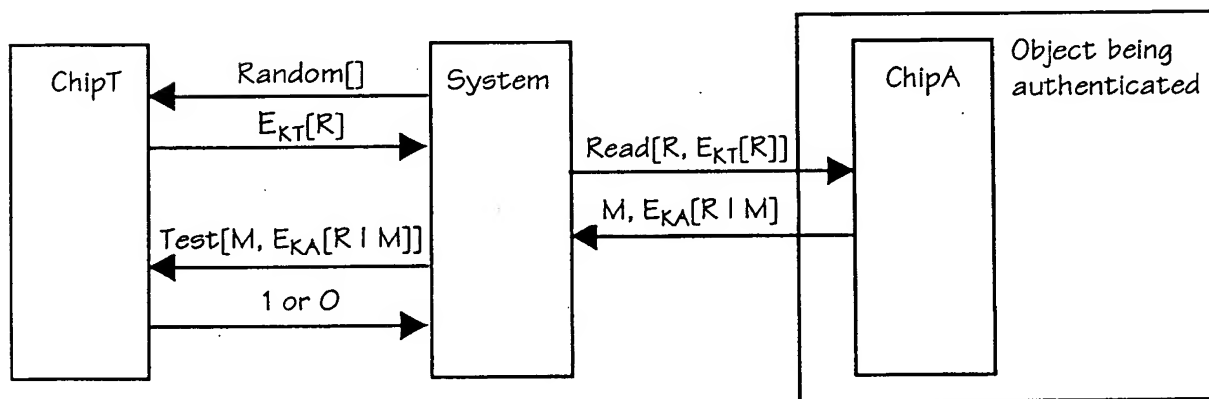 ChipT
Random[]
E_KT[R]
Test[M, E_KA[R | M]]
1 or 0
System
Read[R, E_KT[R]]
M, E_KA[R | M]
ChipA
Object being
authenticated